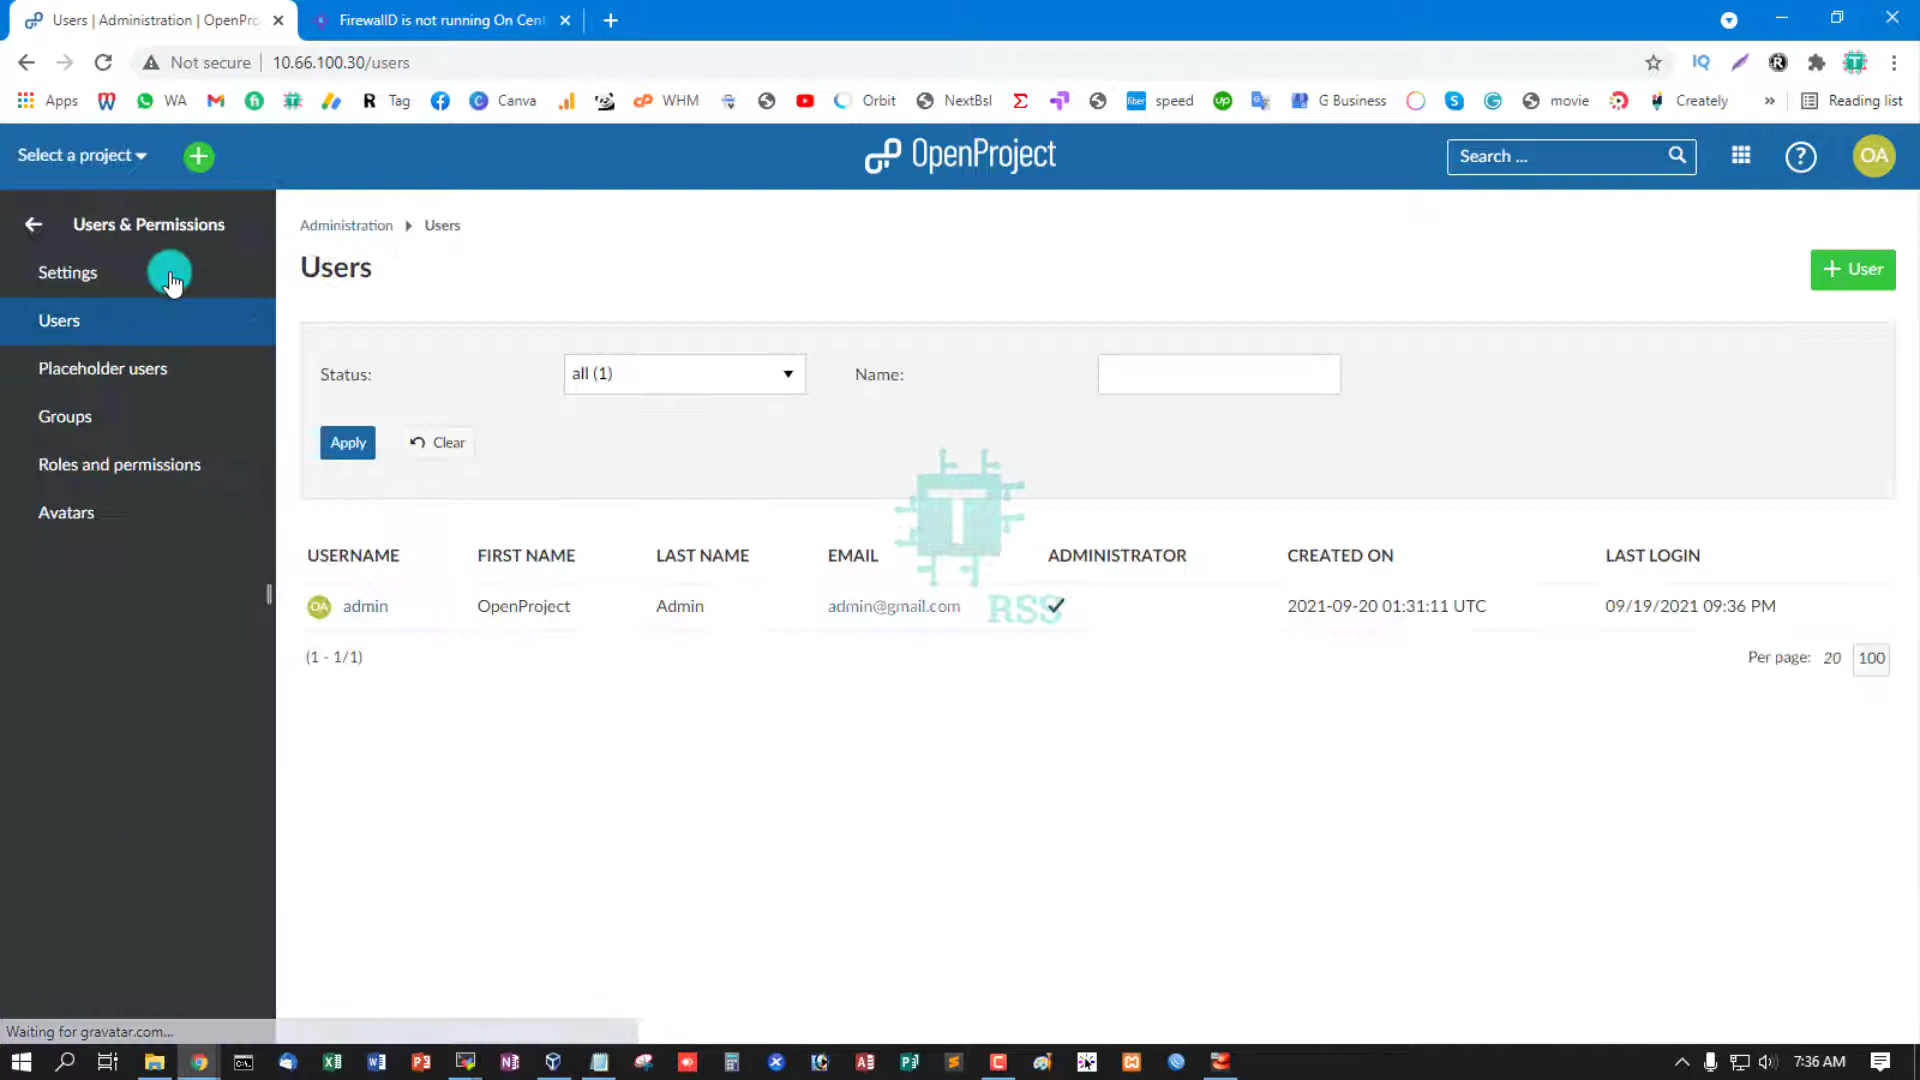 Users | Administration | OpenPro
FirewallD is not running On Cent
Not secure
10.66.100.30/users
IQ
Apps
WA
Tag
Canva
WHM
Orbit
NextBsl
speed
G Business
movie
Creately
»
Reading list
Select a project
OpenProject
Search ...
OA
Users & Permissions
Settings
Users
Placeholder users
Groups
Roles and permissions
Avatars
Administration
Users
Users
+ User
Status:
all (1)
Name:
Apply
Clear
USERNAME FIRST NAME LAST NAME EMAIL ADMINISTRATOR CREATED ON LAST LOGIN
OA admin OpenProject Admin admin@gmail.com 2021-09-20 01:31:11 UTC 09/19/2021 09:36 PM
T
RSS
(1 - 1/1)
Per page: 20 100
Waiting for gravatar.com...
7:36 AM